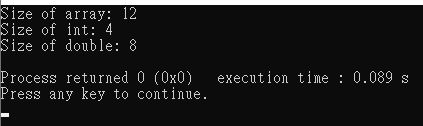 Size of array: 12
Size of int: 4
Size of double: 8
Process returned 0 (0x0)   execution time : 0.089 s
Press any key to continue.